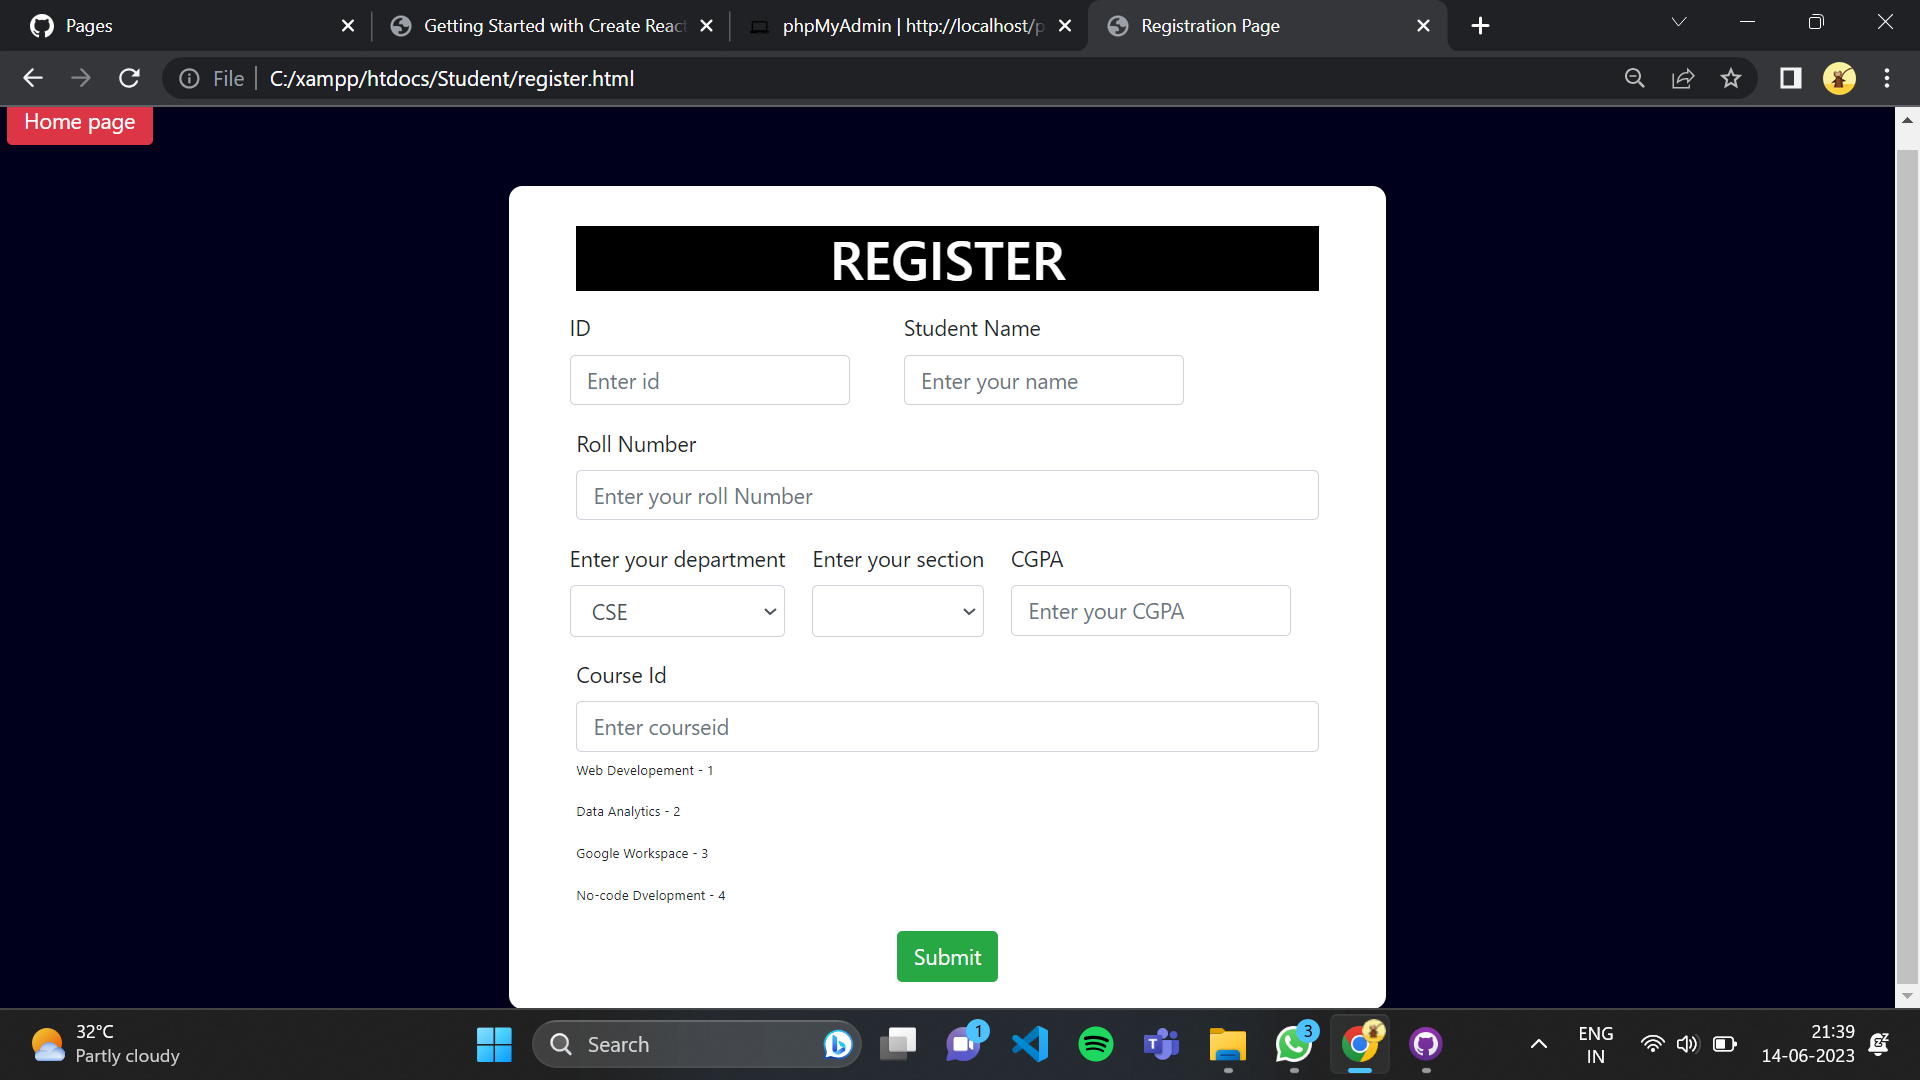 Pages
Getting Started with Create Reac
phpMyAdmin | http://localhost/p
Registration Page
File
C:/xampp/htdocs/Student/register.html
Home page
REGISTER
ID
Student Name
Enter id
Enter your name
Roll Number
Enter your roll Number
Enter your department
Enter your section
CGPA
CSE
Enter your CGPA
Course Id
Enter courseid
Web Developement - 1
Data Analytics - 2
Google Workspace - 3
No-code Dvelopment - 4
Submit
32°C
Partly cloudy
Search
1
T
3
ENG
IN
21:39
14-06-2023